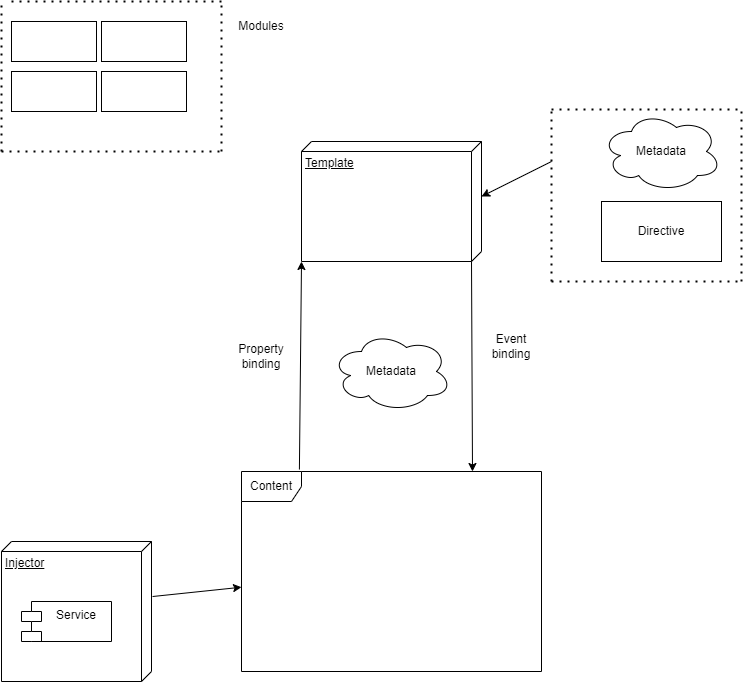 Modules
Template
Metadata
Directive
Property
binding
Metadata
Event
binding
Content
Injector
Service